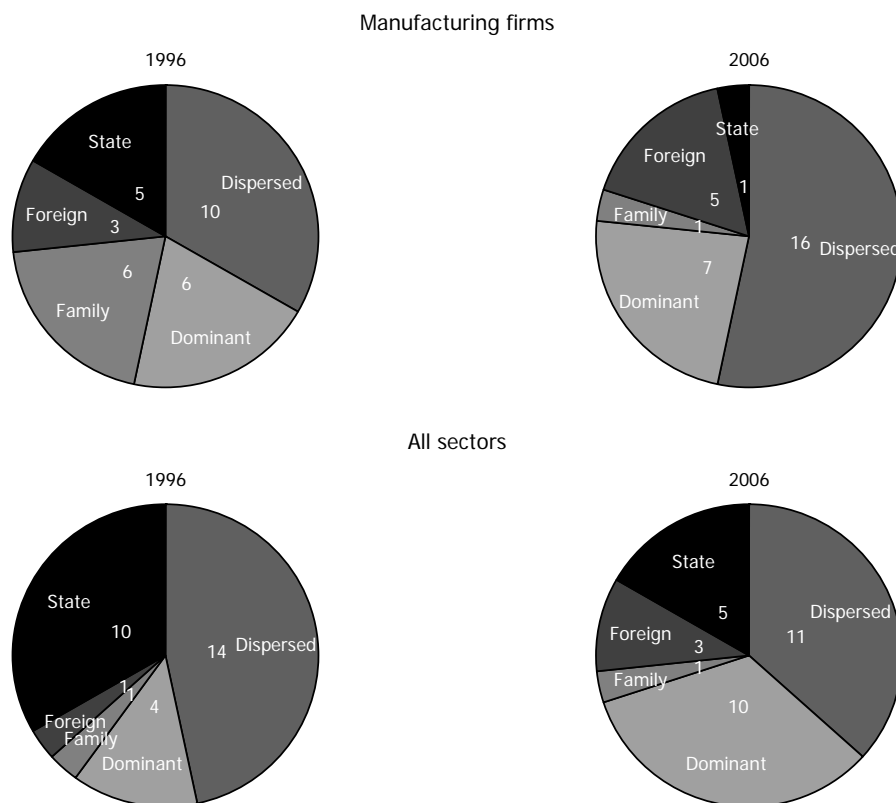 Manufacturing firms
1996
State
5
Dispersed
10
Foreign
3
Family
6
6
Dominant
2006
State
1
Foreign
5
Family
1
16
Dispersed
7
Dominant
All sectors
1996
State
10
14
Dispersed
1
Foreign
1
Family
4
Dominant
2006
State
5
Dispersed
11
Foreign
3
Family
1
10
Dominant